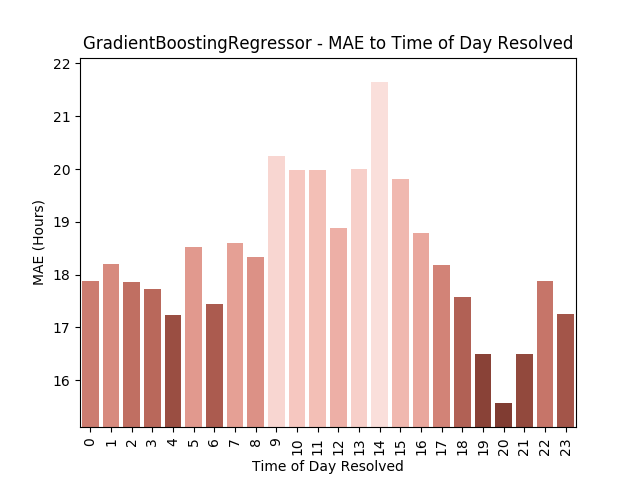 GradientBoostingRegressor - MAE to Time of Day Resolved
22
21
20
19
18
17
16
MAE (Hours)
0 1 2 3 4 5 6 7 8 9 10 11 12 13 14 15 16 17 18 19 20 21 22 23
Time of Day Resolved